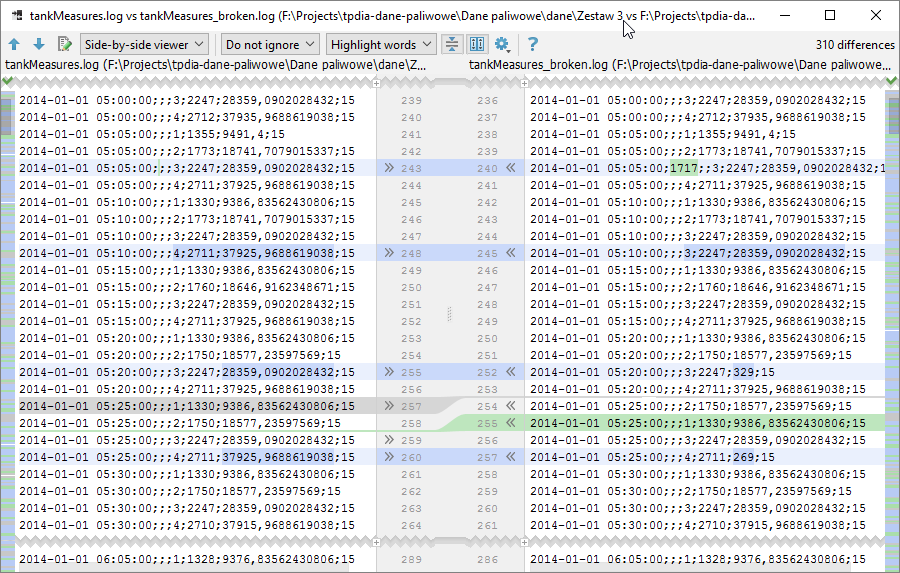 tankMeasures.log vs tankMeasures_broken.log (F:\Projects\tpdia-dane-paliwowe\Dane paliwowe\dane\Zestaw 3 vs F:\Projects\tpdia-da...
Side-by-side viewer Do not ignore Highlight words ? 310 differences
tankMeasures.log (F:\Projects\tpdia-dane-paliwowe\Dane paliwowe\dane\Z... tankMeasures_broken.log (F:\Projects\tpdia-dane-paliwowe\Dane paliwowe...
2014-01-01 05:00:00;;;3;2247;28359,0902028432;15 239 236 2014-01-01 05:00:00;;;3;2247;28359,0902028432;15
2014-01-01 05:00:00;;;4;2712;37935,9688619038;15 240 237 2014-01-01 05:00:00;;;4;2712;37935,9688619038;15
2014-01-01 05:05:00;;;1;1355;9491,4;15 241 238 2014-01-01 05:05:00;;;1;1355;9491,4;15
2014-01-01 05:05:00;;;2;1773;18741,7079015337;15 242 239 2014-01-01 05:05:00;;;2;1773;18741,7079015337;15
2014-01-01 05:05:00;;;3;2247;28359,0902028432;15 243 240 2014-01-01 05:05:00;1717;;3;2247;28359,0902028432;1
2014-01-01 05:05:00;;;4;2711;37925,9688619038;15 244 241 2014-01-01 05:05:00;;;4;2711;37925,9688619038;15
2014-01-01 05:10:00;;;1;1330;9386,83562430806;15 245 242 2014-01-01 05:10:00;;;1;1330;9386,83562430806;15
2014-01-01 05:10:00;;;2;1773;18741,7079015337;15 246 243 2014-01-01 05:10:00;;;2;1773;18741,7079015337;15
2014-01-01 05:10:00;;;3;2247;28359,0902028432;15 247 244 2014-01-01 05:10:00;;;3;2247;28359,0902028432;15
2014-01-01 05:10:00;;;4;2711;37925,9688619038;15 248 245 2014-01-01 05:10:00;;;3;2247;28359,0902028432;15
2014-01-01 05:15:00;;;1;1330;9386,83562430806;15 249 246 2014-01-01 05:15:00;;;1;1330;9386,83562430806;15
2014-01-01 05:15:00;;;2;1760;18646,9162348671;15 250 247 2014-01-01 05:15:00;;;2;1760;18646,9162348671;15
2014-01-01 05:15:00;;;3;2247;28359,0902028432;15 251 248 2014-01-01 05:15:00;;;3;2247;28359,0902028432;15
2014-01-01 05:15:00;;;4;2711;37925,9688619038;15 252 249 2014-01-01 05:15:00;;;4;2711;37925,9688619038;15
2014-01-01 05:20:00;;;1;1330;9386,83562430806;15 253 250 2014-01-01 05:20:00;;;1;1330;9386,83562430806;15
2014-01-01 05:20:00;;;2;1750;18577,23597569;15 254 251 2014-01-01 05:20:00;;;2;1750;18577,23597569;15
2014-01-01 05:20:00;;;3;2247;28359,0902028432;15 255 252 2014-01-01 05:20:00;;;3;2247;329;15
2014-01-01 05:20:00;;;4;2711;37925,9688619038;15 256 253 2014-01-01 05:20:00;;;4;2711;37925,9688619038;15
2014-01-01 05:25:00;;;1;1330;9386,83562430806;15 257 254 2014-01-01 05:25:00;;;2;1750;18577,23597569;15
2014-01-01 05:25:00;;;2;1750;18577,23597569;15 258 255 2014-01-01 05:25:00;;;1;1330;9386,83562430806;15
2014-01-01 05:25:00;;;3;2247;28359,0902028432;15 259 256 2014-01-01 05:25:00;;;3;2247;28359,0902028432;15
2014-01-01 05:25:00;;;4;2711;37925,9688619038;15 260 257 2014-01-01 05:25:00;;;4;2711;269;15
2014-01-01 05:30:00;;;1;1330;9386,83562430806;15 261 258 2014-01-01 05:30:00;;;1;1330;9386,83562430806;15
2014-01-01 05:30:00;;;2;1750;18577,23597569;15 262 259 2014-01-01 05:30:00;;;2;1750;18577,23597569;15
2014-01-01 05:30:00;;;3;2247;28359,0902028432;15 263 260 2014-01-01 05:30:00;;;3;2247;28359,0902028432;15
2014-01-01 05:30:00;;;4;2710;37915,9688619038;15 264 261 2014-01-01 05:30:00;;;4;2710;37915,9688619038;15
2014-01-01 06:05:00;;;1;1328;9376,83562430806;15 289 286 2014-01-01 06:05:00;;;1;1328;9376,83562430806;15